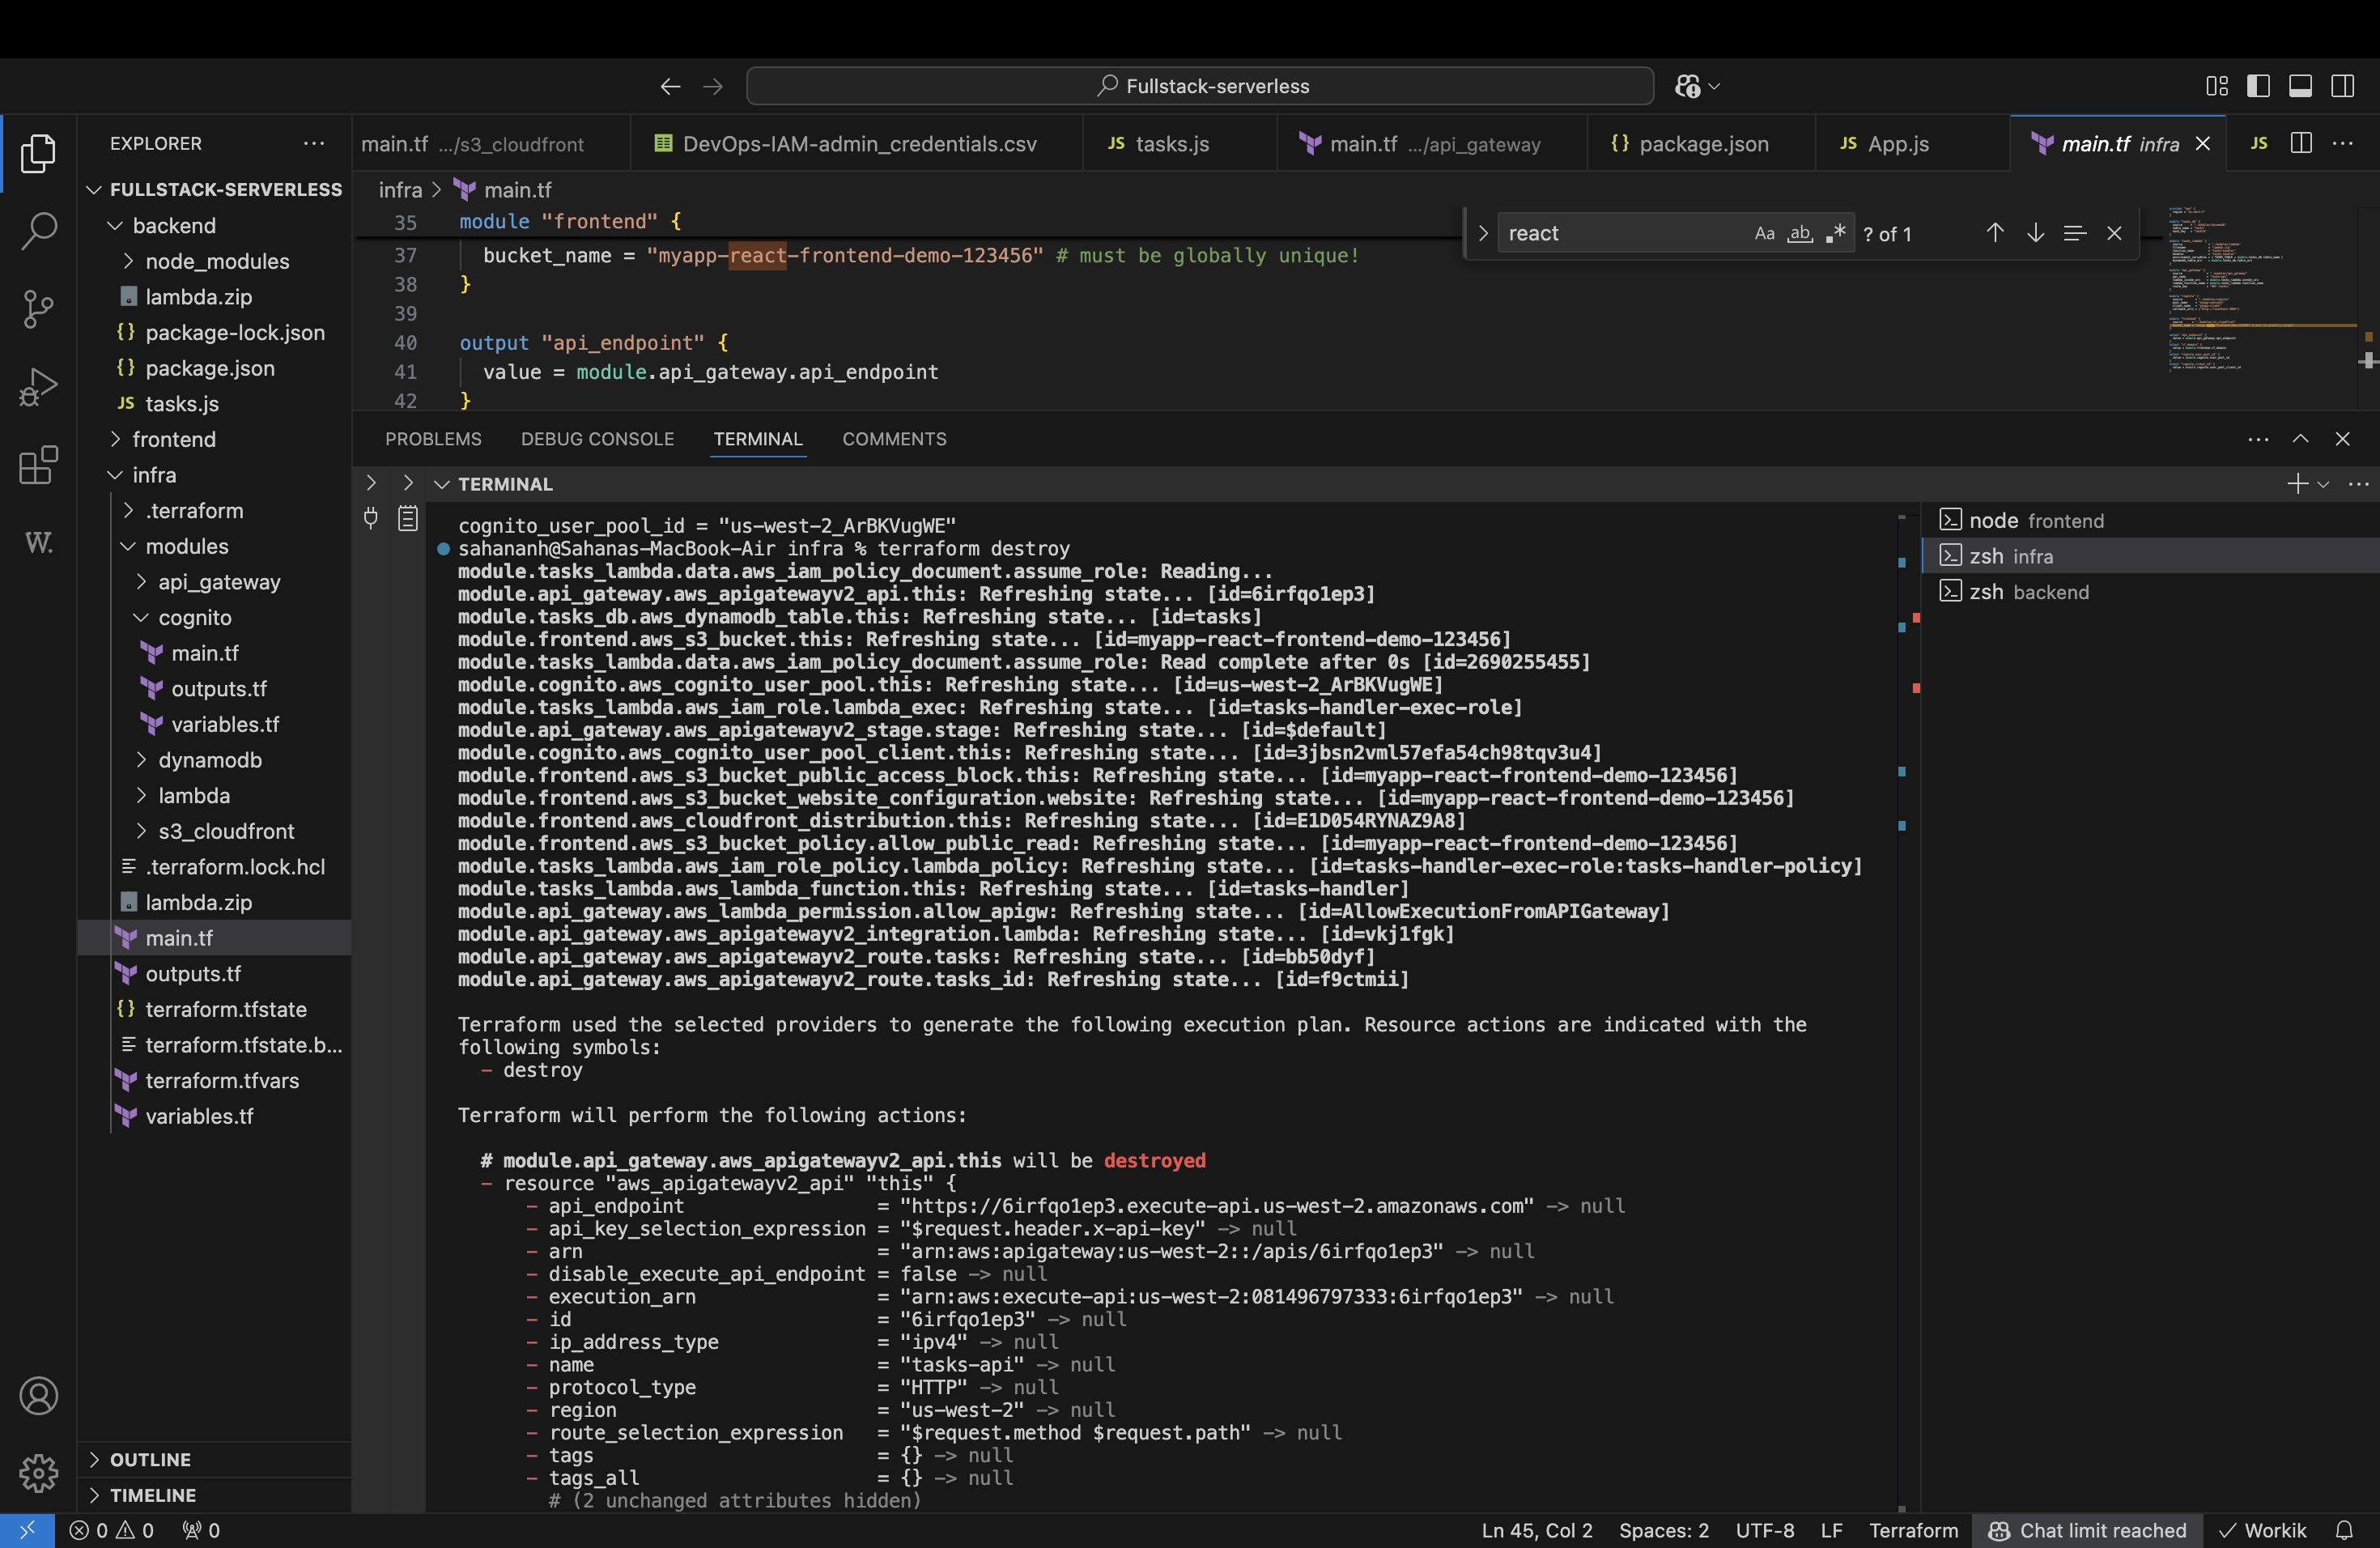 Fullstack-serverless
EXPLORER
main.tf .../s3_cloudfront
DevOps-IAM-admin_credentials.csv
JS tasks.js
main.tf .../api_gateway
{} package.json
JS App.js
main.tf infra
JS
FULLSTACK-SERVERLESS
backend
node_modules
lambda.zip
{} package-lock.json
{} package.json
JS tasks.js
frontend
infra
.terraform
modules
api_gateway
cognito
main.tf
outputs.tf
variables.tf
dynamodb
lambda
s3_cloudfront
.terraform.lock.hcl
lambda.zip
main.tf
outputs.tf
{} terraform.tfstate
terraform.tfstate.b...
terraform.tfvars
variables.tf
OUTLINE
TIMELINE
W.
infra > main.tf
35 module "frontend" {
37 bucket_name = "myapp-react-frontend-demo-123456" # must be globally unique!
38 }
39
40 output "api_endpoint" {
41 value = module.api_gateway.api_endpoint
42 }
react Aa ab .* ? of 1
PROBLEMS DEBUG CONSOLE TERMINAL COMMENTS
TERMINAL
cognito_user_pool_id = "us-west-2_ArBKVugWE"
sahananh@Sahanas-MacBook-Air infra % terraform destroy
module.tasks_lambda.data.aws_iam_policy_document.assume_role: Reading...
module.api_gateway.aws_apigatewayv2_api.this: Refreshing state... [id=6irfqo1ep3]
module.tasks_db.aws_dynamodb_table.this: Refreshing state... [id=tasks]
module.frontend.aws_s3_bucket.this: Refreshing state... [id=myapp-react-frontend-demo-123456]
module.tasks_lambda.data.aws_iam_policy_document.assume_role: Read complete after 0s [id=2690255455]
module.cognito.aws_cognito_user_pool.this: Refreshing state... [id=us-west-2_ArBKVugWE]
module.tasks_lambda.aws_iam_role.lambda_exec: Refreshing state... [id=tasks-handler-exec-role]
module.api_gateway.aws_apigatewayv2_stage.stage: Refreshing state... [id=$default]
module.cognito.aws_cognito_user_pool_client.this: Refreshing state... [id=3jbsn2vml57efa54ch98tqv3u4]
module.frontend.aws_s3_bucket_public_access_block.this: Refreshing state... [id=myapp-react-frontend-demo-123456]
module.frontend.aws_s3_bucket_website_configuration.website: Refreshing state... [id=myapp-react-frontend-demo-123456]
module.frontend.aws_cloudfront_distribution.this: Refreshing state... [id=E1D054RYNAZ9A8]
module.frontend.aws_s3_bucket_policy.allow_public_read: Refreshing state... [id=myapp-react-frontend-demo-123456]
module.tasks_lambda.aws_iam_role_policy.lambda_policy: Refreshing state... [id=tasks-handler-exec-role:tasks-handler-policy]
module.tasks_lambda.aws_lambda_function.this: Refreshing state... [id=tasks-handler]
module.api_gateway.aws_lambda_permission.allow_apigw: Refreshing state... [id=AllowExecutionFromAPIGateway]
module.api_gateway.aws_apigatewayv2_integration.lambda: Refreshing state... [id=vkj1fgk]
module.api_gateway.aws_apigatewayv2_route.tasks: Refreshing state... [id=bb50dyf]
module.api_gateway.aws_apigatewayv2_route.tasks_id: Refreshing state... [id=f9ctmii]
Terraform used the selected providers to generate the following execution plan. Resource actions are indicated with the
following symbols:
- destroy
Terraform will perform the following actions:
# module.api_gateway.aws_apigatewayv2_api.this will be destroyed
- resource "aws_apigatewayv2_api" "this" {
- api_endpoint = "https://6irfqo1ep3.execute-api.us-west-2.amazonaws.com" -> null
- api_key_selection_expression = "$request.header.x-api-key" -> null
- arn = "arn:aws:apigateway:us-west-2::/apis/6irfqo1ep3" -> null
- disable_execute_api_endpoint = false -> null
- execution_arn = "arn:aws:execute-api:us-west-2:081496797333:6irfqo1ep3" -> null
- id = "6irfqo1ep3" -> null
- ip_address_type = "ipv4" -> null
- name = "tasks-api" -> null
- protocol_type = "HTTP" -> null
- region = "us-west-2" -> null
- route_selection_expression = "$request.method $request.path" -> null
- tags = {} -> null
- tags_all = {} -> null
# (2 unchanged attributes hidden)
node frontend
zsh infra
zsh backend
0 0 0
Ln 45, Col 2 Spaces: 2 UTF-8 LF Terraform Chat limit reached Workik